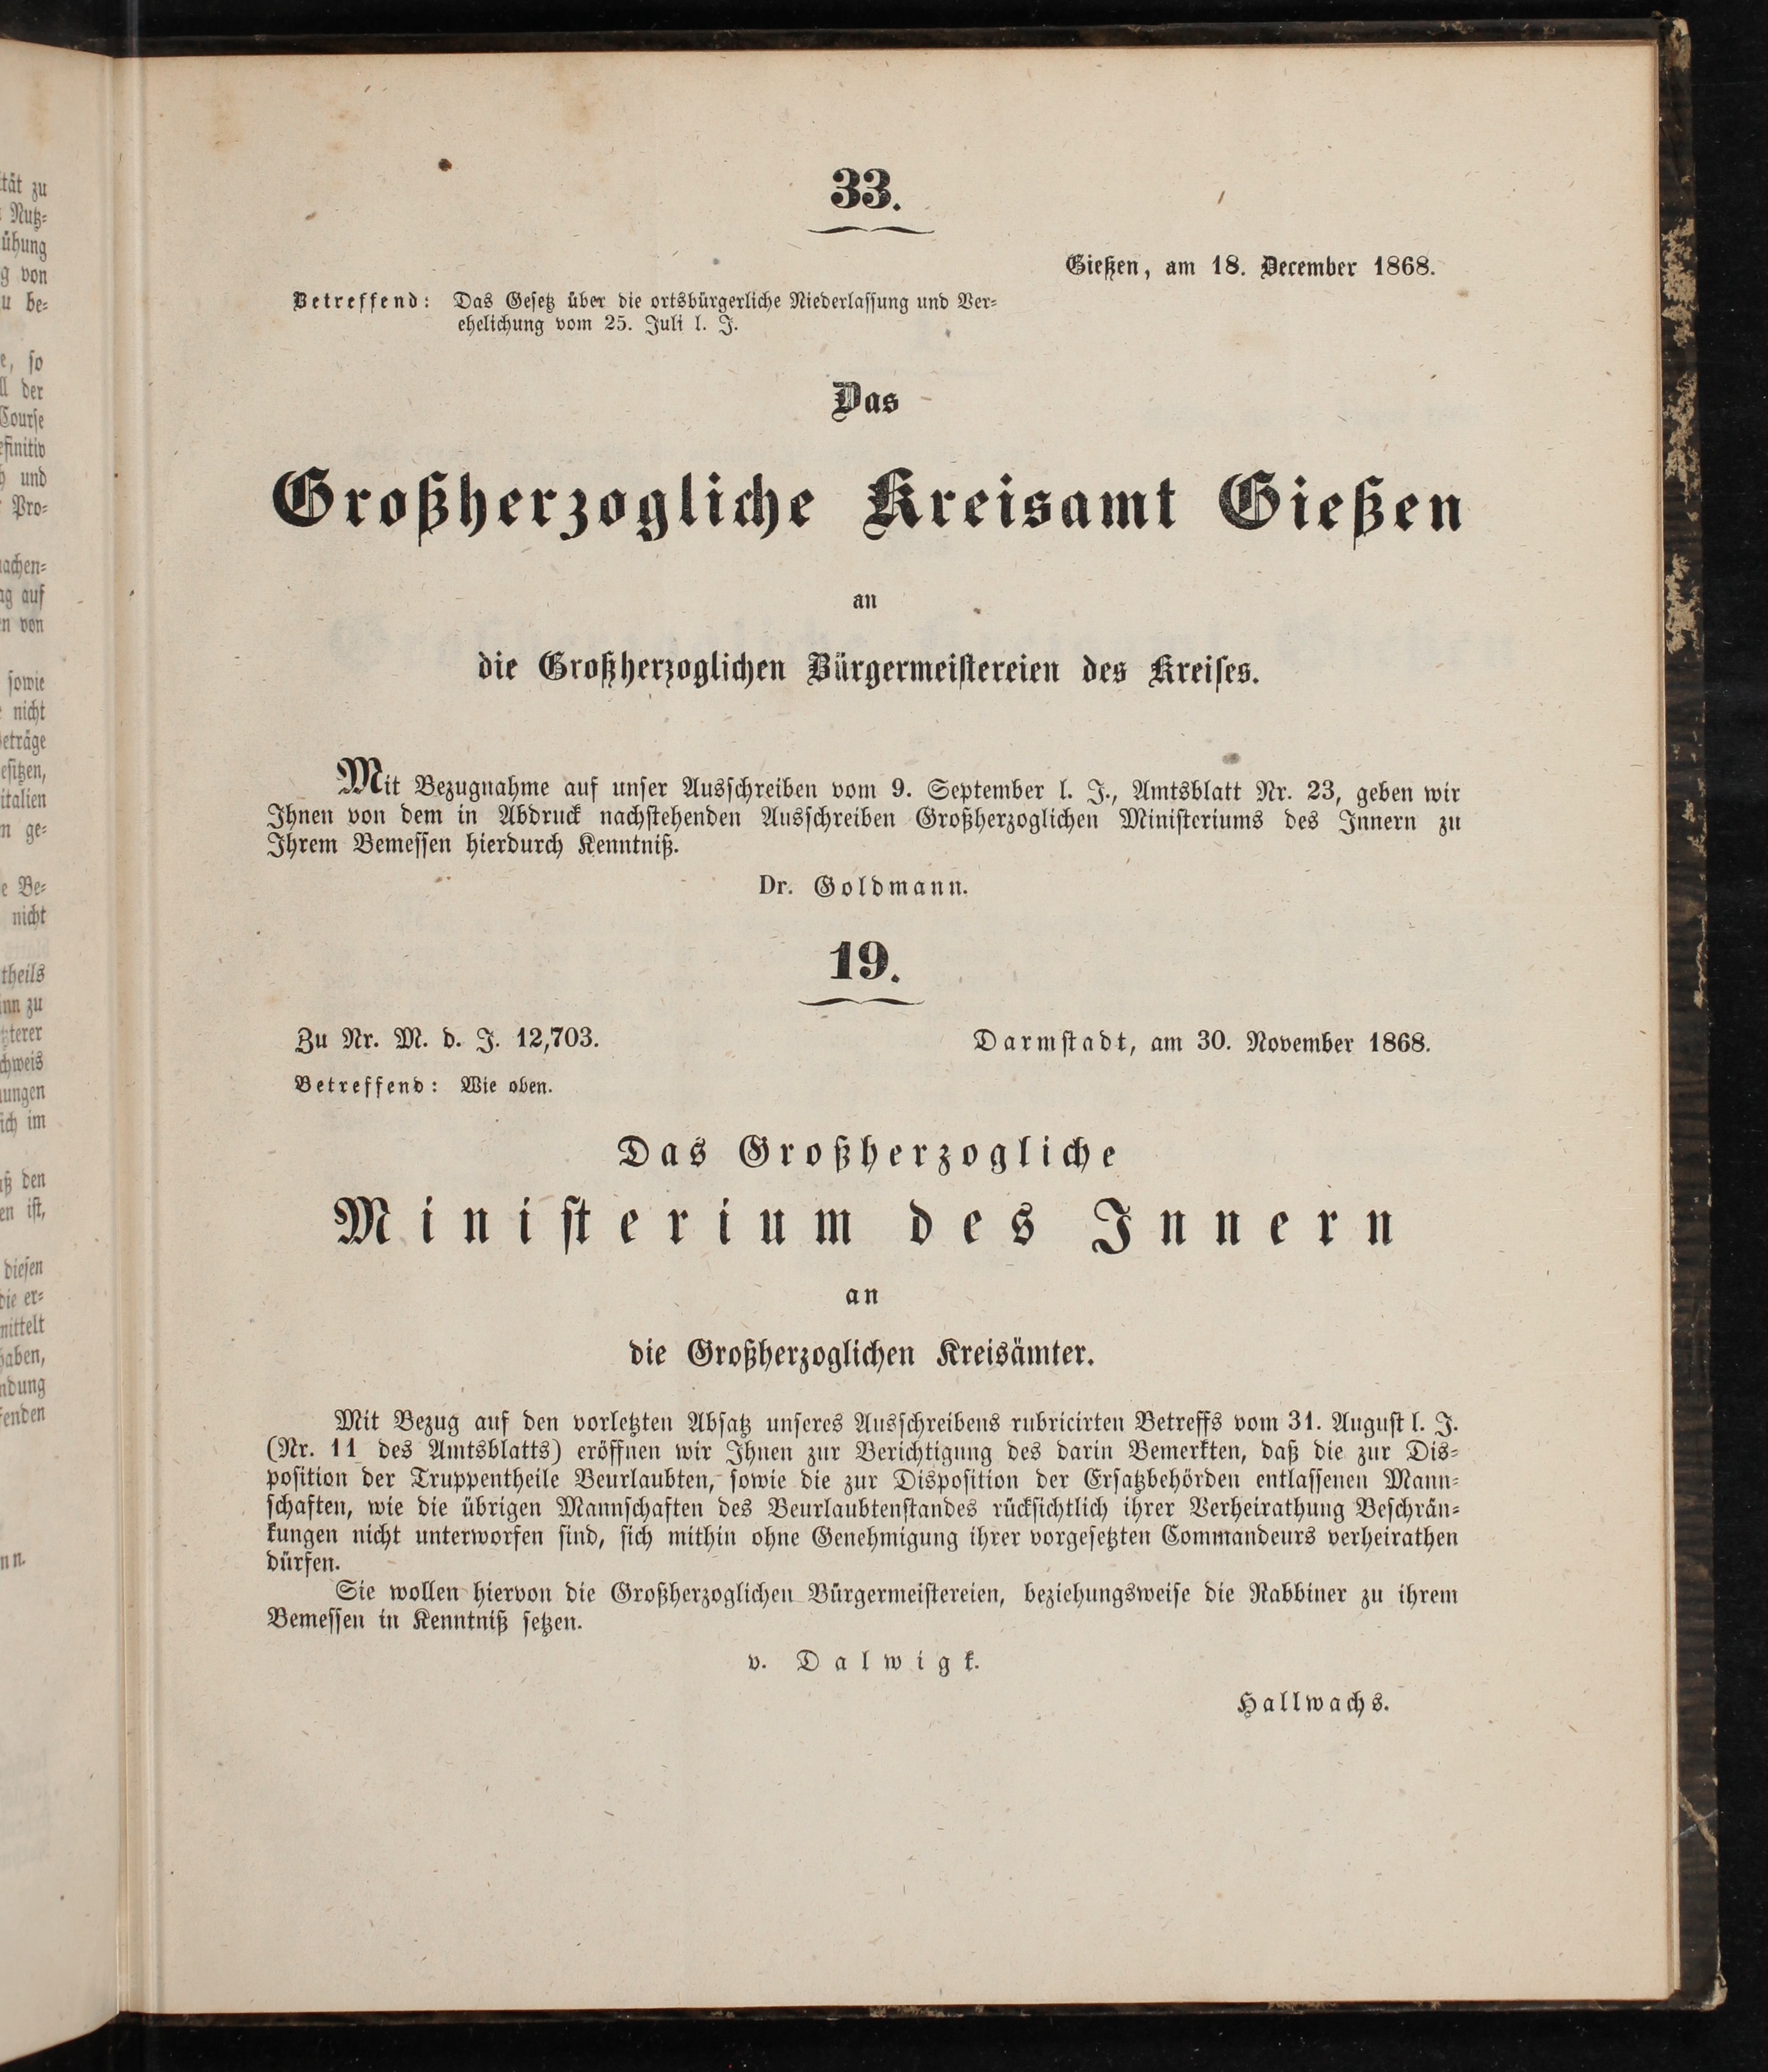 33.
Gießen, am 18. December 1868.
Betreffend: Das Gesetz über die ortsbürgerliche Niederlassung und Ver-
ehelichung vom 25. Juli l. J.
Das
Großherzogliche Kreisamt Gießen
an
die Großherzoglichen Bürgermeistereien des Kreises.
Mit Bezugnahme auf unser Ausschreiben vom 9. September l. J., Amtsblatt Nr. 23, geben wir
Ihnen von dem in Abdruck nachstehenden Ausschreiben Großherzoglichen Ministeriums des Innern zu
Ihrem Bemessen hierdurch Kenntniß.
Dr. Goldmann.
19.
Zu Nr. M. d. J. 12,703.
Darmstadt, am 30. November 1868.
Betreffend: Wie oben.
Das Großherzogliche
Ministerium des Innern
an
die Großherzoglichen Kreisämter.
Mit Bezug auf den vorletzten Absatz unseres Ausschreibens rubricirten Betreffs vom 31. August l. J.
(Nr. 11 des Amtsblatts) eröffnen wir Ihnen zur Berichtigung des darin Bemerkten, daß die zur Dis-
position der Truppentheile Beurlaubten, sowie die zur Disposition der Ersatzbehörden entlassenen Mann-
schaften, wie die übrigen Mannschaften des Beurlaubtenstandes rücksichtlich ihrer Verheirathung Beschrän-
kungen nicht unterworfen sind, sich mithin ohne Genehmigung ihrer vorgesetzten Commandeurs verheirathen
dürfen.
Sie wollen hiervon die Großherzoglichen Bürgermeistereien, beziehungsweise die Rabbiner zu ihrem
Bemessen in Kenntniß setzen.
v. Dalwigk.
Hallwachs.